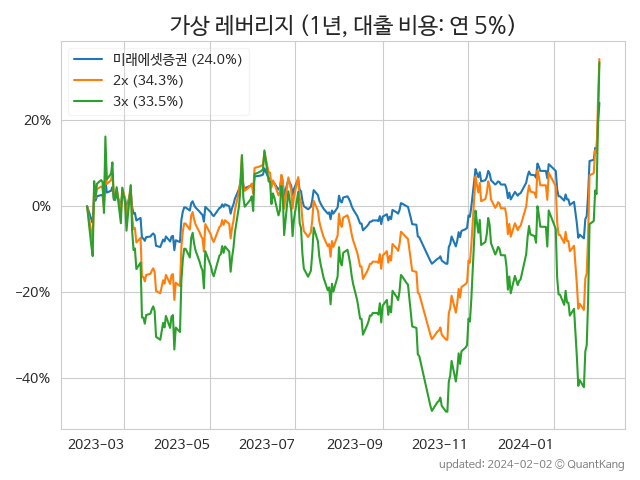 가상 레버리지 (1년, 대출 비용: 연 5%)
미래에셋증권 (24.0%)
2x (34.3%)
3x (33.5%)
20%
0%
−20%
−40%
2023-03 2023-05 2023-07 2023-09 2023-11 2024-01
updated: 2024-02-02 © QuantKang